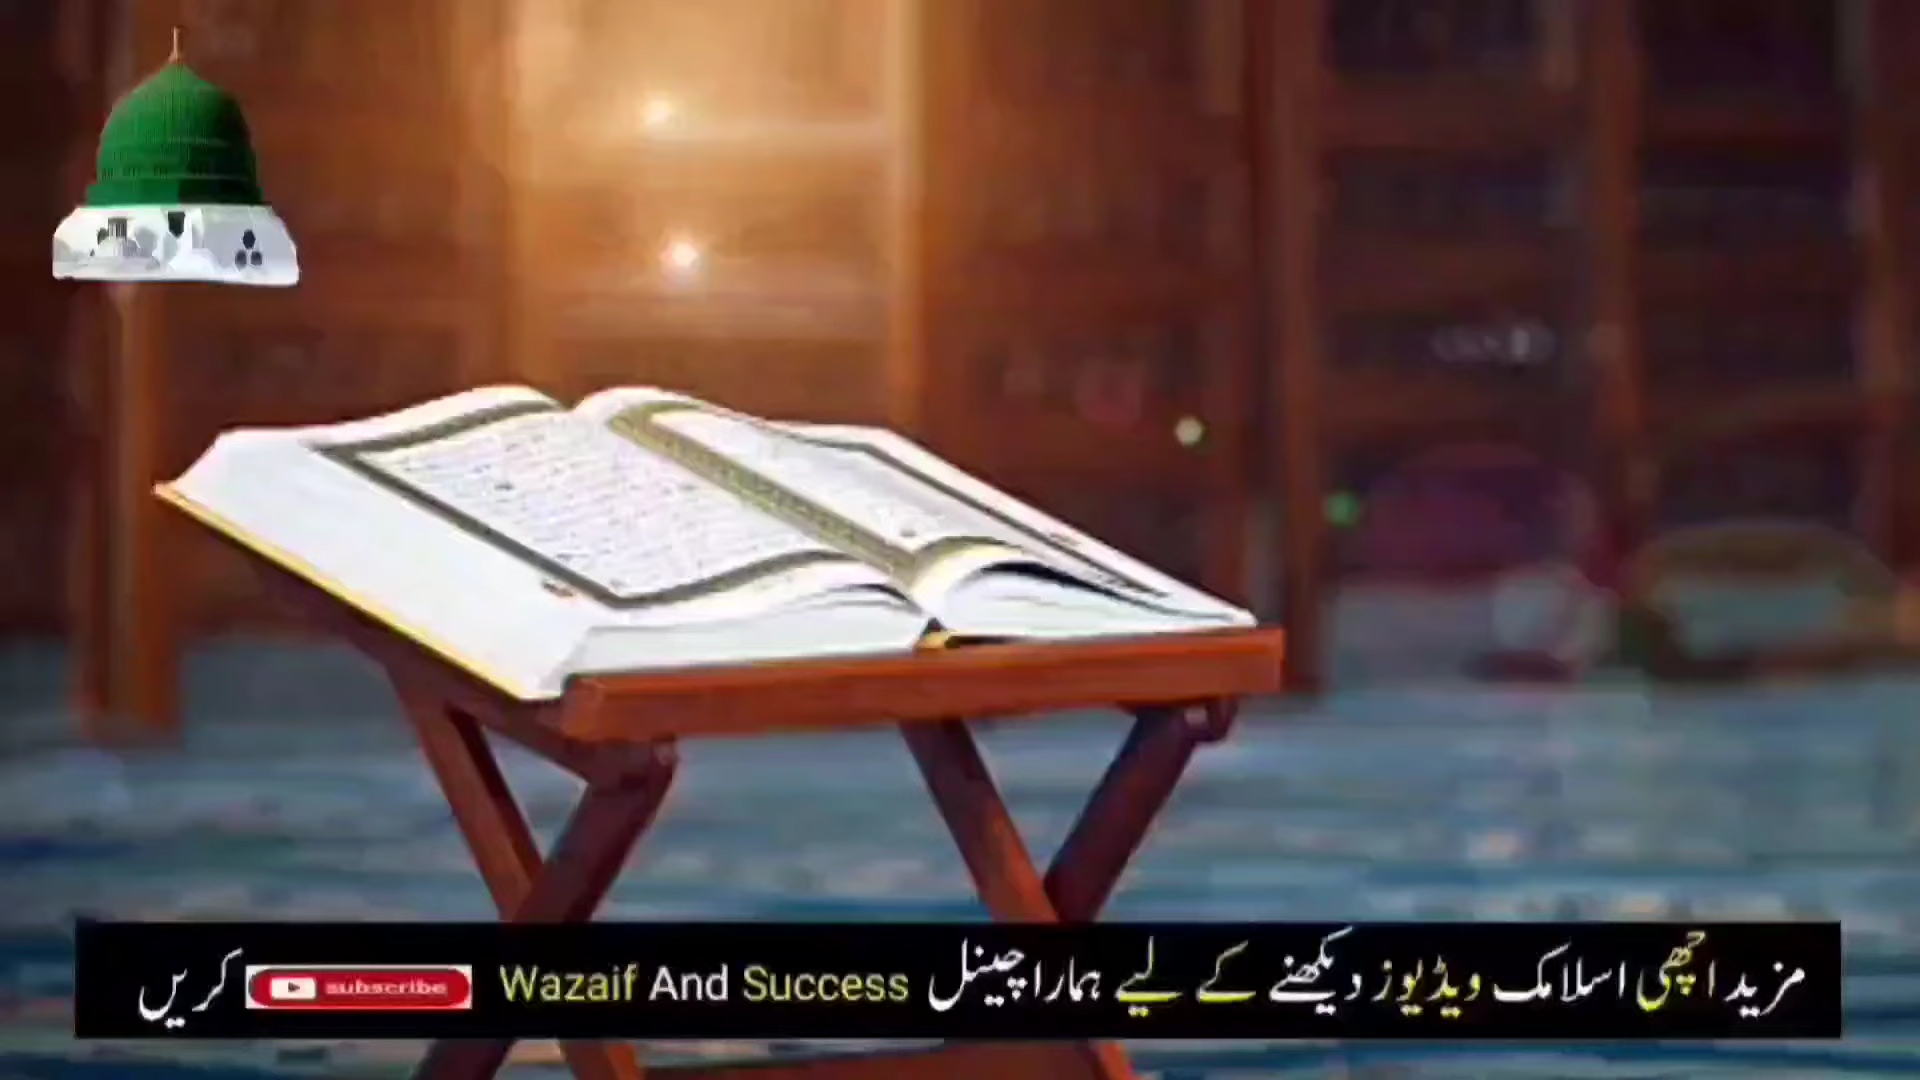 مزید اچھی اسلامک ویڈیوز دیکھنے کے لیے ہمارا چینل Wazaif And Success subscribe کریں